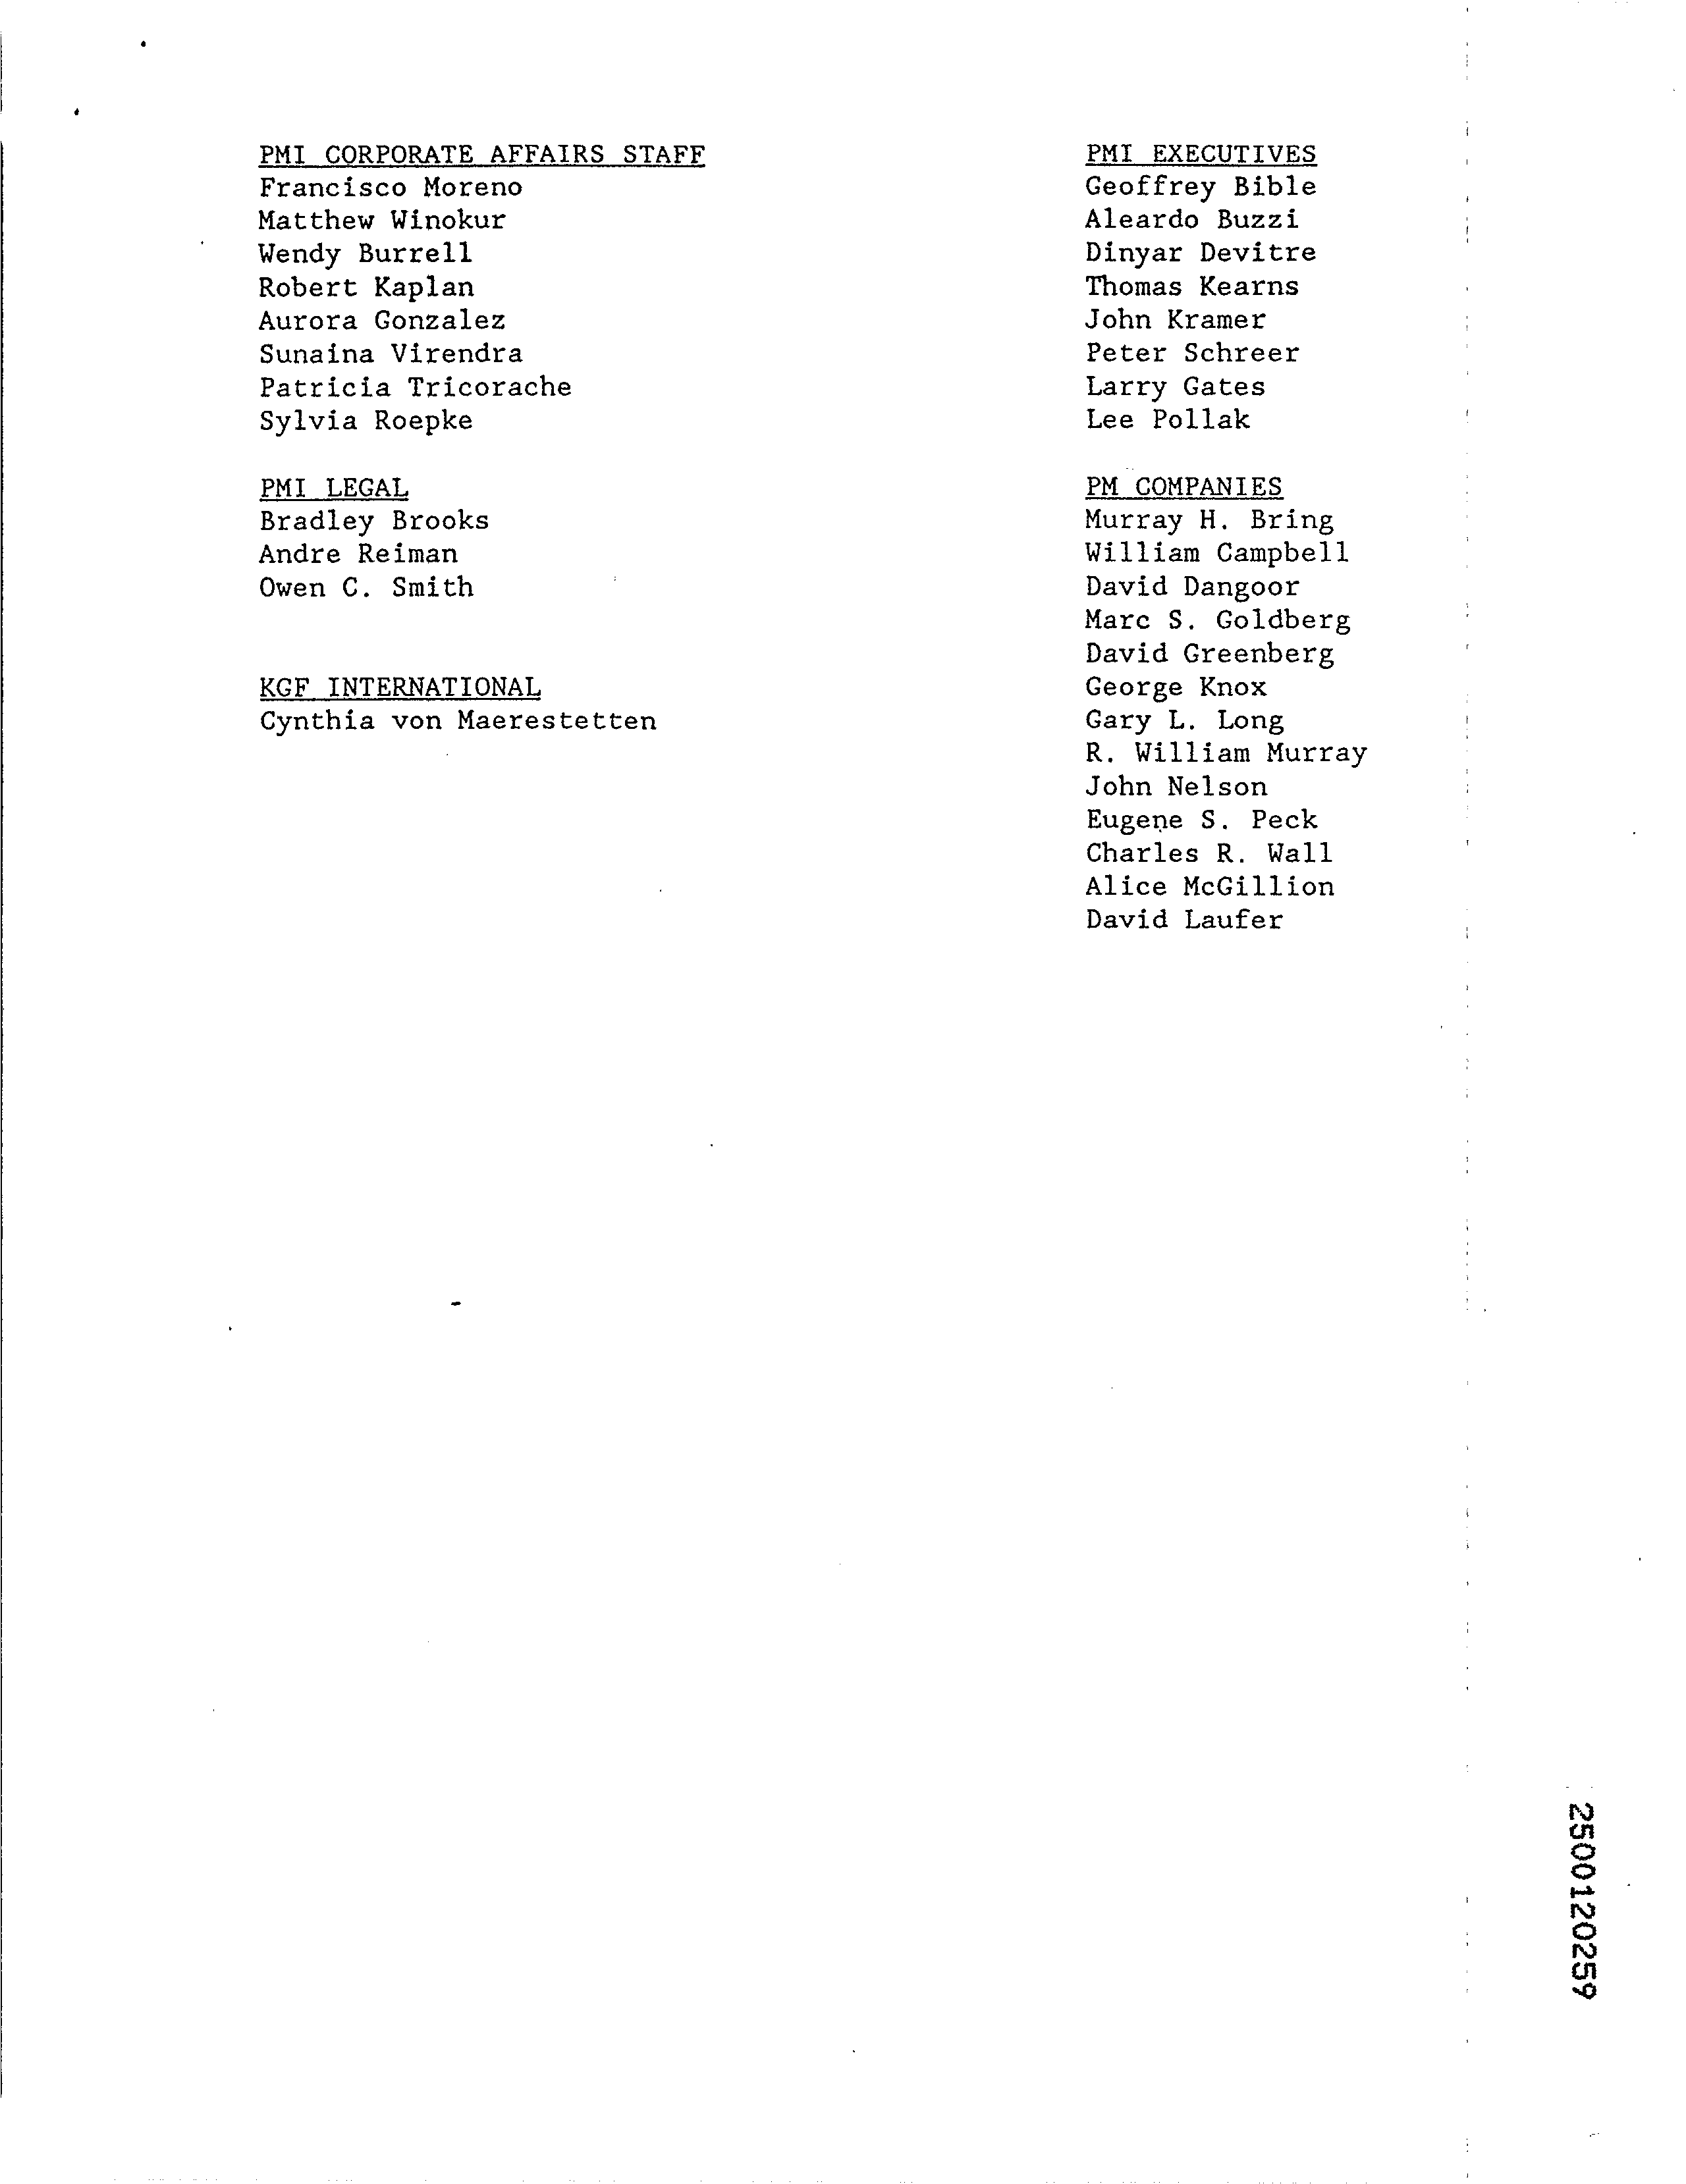 PMI CORPORATE AFFAIRS STAFF
Francisco Moreno
Matthew Winokur
Wendy Burrell
Robert Kaplan
Aurora Gonzalez
Sunaina Virendra
Patricia Tricorache
Sylvia Roepke
PMI LEGAL
Bradley Brooks
Andre Reiman
Owen C. Smith
KGF INTERNATIONAL
Cynthia von Maerestetten
PMI EXECUTIVES
Geoffrey Bible
Aleardo Buzzi
Dinyar Devitre
Thomas Kearns
John Kramer
Peter Schreer
Larry Gates
Lee Pollak
PM COMPANIES
Murray H. Bring
William Campbell
David Dangoor
Marc S. Goldberg
David Greenberg
George Knox
Gary L. Long
R. William Murray
John Nelson
Eugene S. Peck
Charles R. Wall
Alice McGillion
David Laufer
2500120259